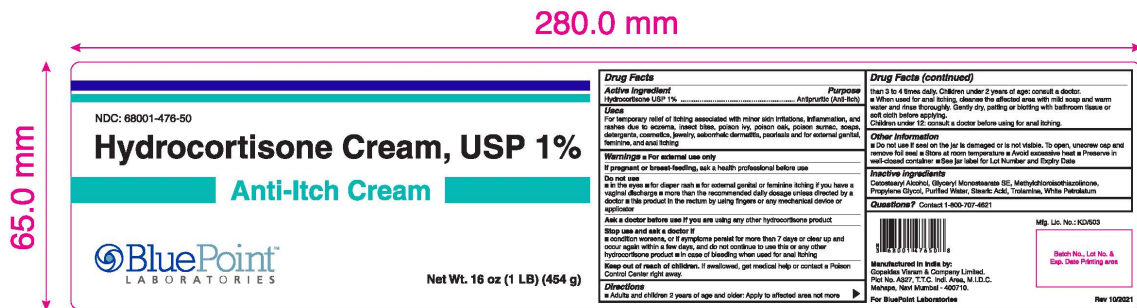 280.0 mm
65.0 mm
NDC: 68001-476-50
Hydrocortisone Cream, USP 1%
Anti-Itch Cream
BluePoint™
LABORATORIES
Net Wt. 16 oz (1 LB) (454 g)
Drug Facts
Active Ingredient Purpose
Hydrocortisone USP 1% ........ Antipruritic (Anti-Itch)
Uses
For temporary relief of itching associated with minor skin irritations, inflammation, and
rashes due to eczema, insect bites, poison ivy, poison oak, poison sumac, soaps,
detergents, cosmetics, jewelry, seborrheic dermatitis, psoriasis and for external genital,
feminine, and anal itching
Warnings ■ For external use only
If pregnant or breast-feeding, ask a health professional before use
Do not use
■ in the eyes ■ for diaper rash ■ for external genital or feminine itching if you have a
vaginal discharge ■ more than the recommended daily dosage unless directed by a
doctor ■ this product in the rectum by using fingers or any mechanical device or
applicator
Ask a doctor before use if you are using any other hydrocortisone product
Stop use and ask a doctor if
■ condition worsens, or if symptoms persist for more than 7 days or clear up and
occur again within a few days, and do not continue to use this or any other
hydrocortisone product ■ in case of bleeding when used for anal itching
Keep out of reach of children. If swallowed, get medical help or contact a Poison
Control Center right away.
Directions
■ Adults and children 2 years of age and older: Apply to affected area not more
Drug Facts (continued)
than 3 to 4 times daily. Children under 2 years of age: consult a doctor.
■ When used for anal itching, cleanse the affected area with mild soap and warm
water and rinse thoroughly. Gently dry, patting or blotting with bathroom tissue or
soft cloth before applying.
Children under 12: consult a doctor before using for anal itching.
Other Information
■ Do not use if seal on the jar is damaged or is not visible. To open, unscrew cap and
remove foil seal ■ Store at room temperature ■ Avoid excessive heat ■ Preserve in
well-closed container ■ See jar label for Lot Number and Expiry Date
Inactive ingredients
Cetostearyl Alcohol, Glyceryl Monostearate SE, Methylchloroisothiazolinone,
Propylene Glycol, Purified Water, Stearic Acid, Trolamine, White Petrolatum
Questions? Contact 1-800-707-4621
3 68001 47650 8
Mfg. Lic. No.: KD/503
Batch No., Lot No. &
Exp. Date Printing area
Manufactured in India by:
Gopaldas Visram & Company Limited,
Plot No. A327, T.T.C. Indl. Area, M.I.D.C.
Mahape, Navi Mumbai - 400710.
For BluePoint Laboratories
Rev 10/2021